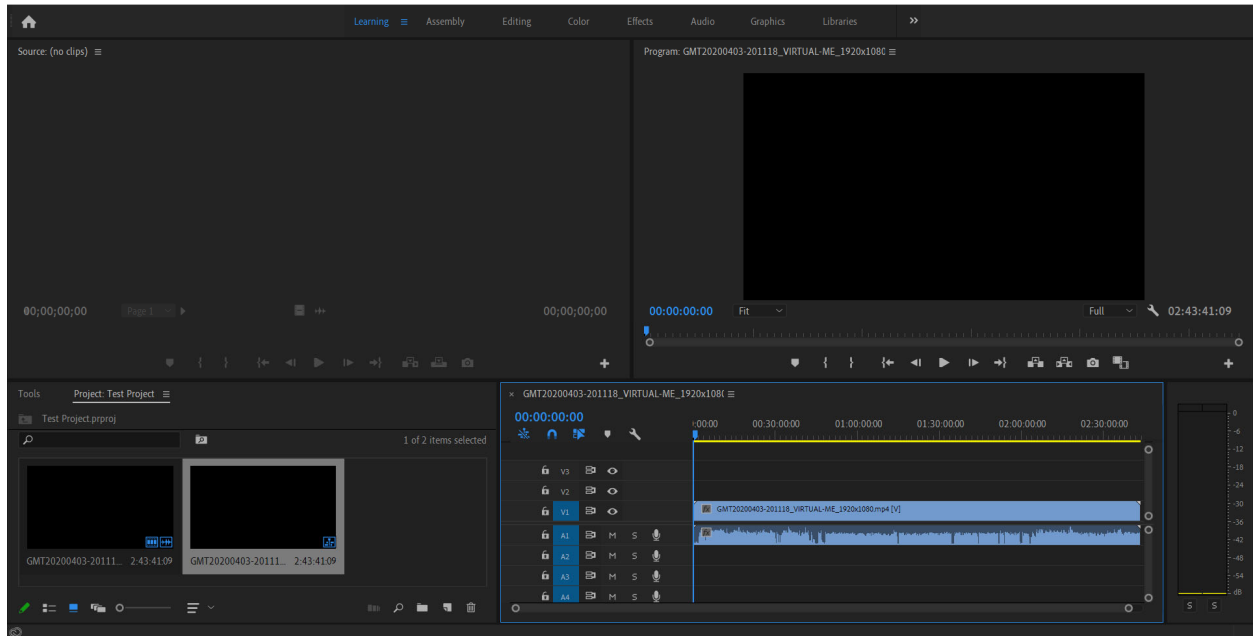 Learning Assembly Editing Color Effects Audio Graphics Libraries
Source: (no clips)
Program: GMT20200403-201118_VIRTUAL-ME_1920x108(
00;00;00;00 Page 1 00;00;00;00
00:00:00:00 Fit Full 02:43:41:09
Tools Project: Test Project
Test Project.prproj
1 of 2 items selected
GMT20200403-20111... 2:43:41:09 GMT20200403-20111... 2:43:41:09
GMT20200403-201118_VIRTUAL-ME_1920x108(
00:00:00:00
:00:00 00:30:00:00 01:00:00:00 01:30:00:00 02:00:00:00 02:30:00:00
V3
V2
V1 fx GMT20200403-201118_VIRTUAL-ME_1920x1080.mp4 [V]
A1 M S fx
A2 M S
A3 M S
A4 M S
0
-6
-12
-18
-24
-30
-36
-42
-48
-54
dB
S S